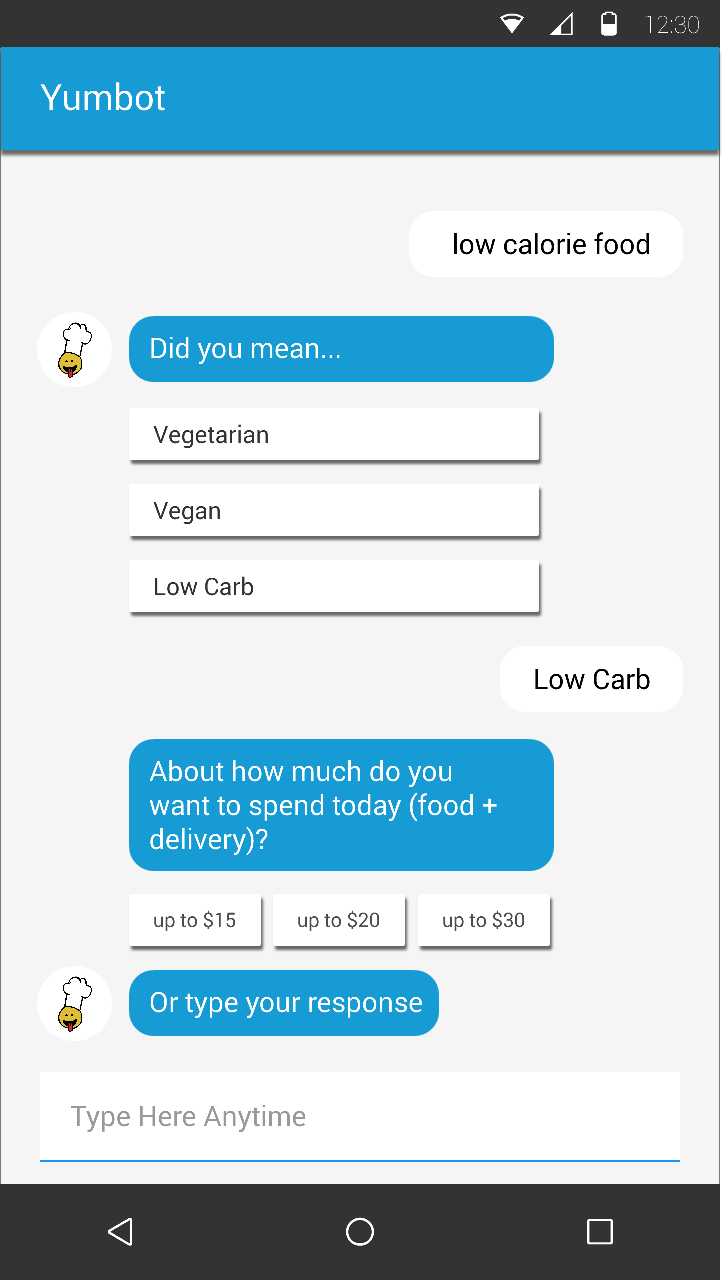 12:30
Yumbot
low calorie food
Did you mean...
Vegetarian
Vegan
Low Carb
Low Carb
About how much do you
want to spend today (food +
delivery)?
up to $15
up to $20
up to $30
Or type your response
Type Here Anytime